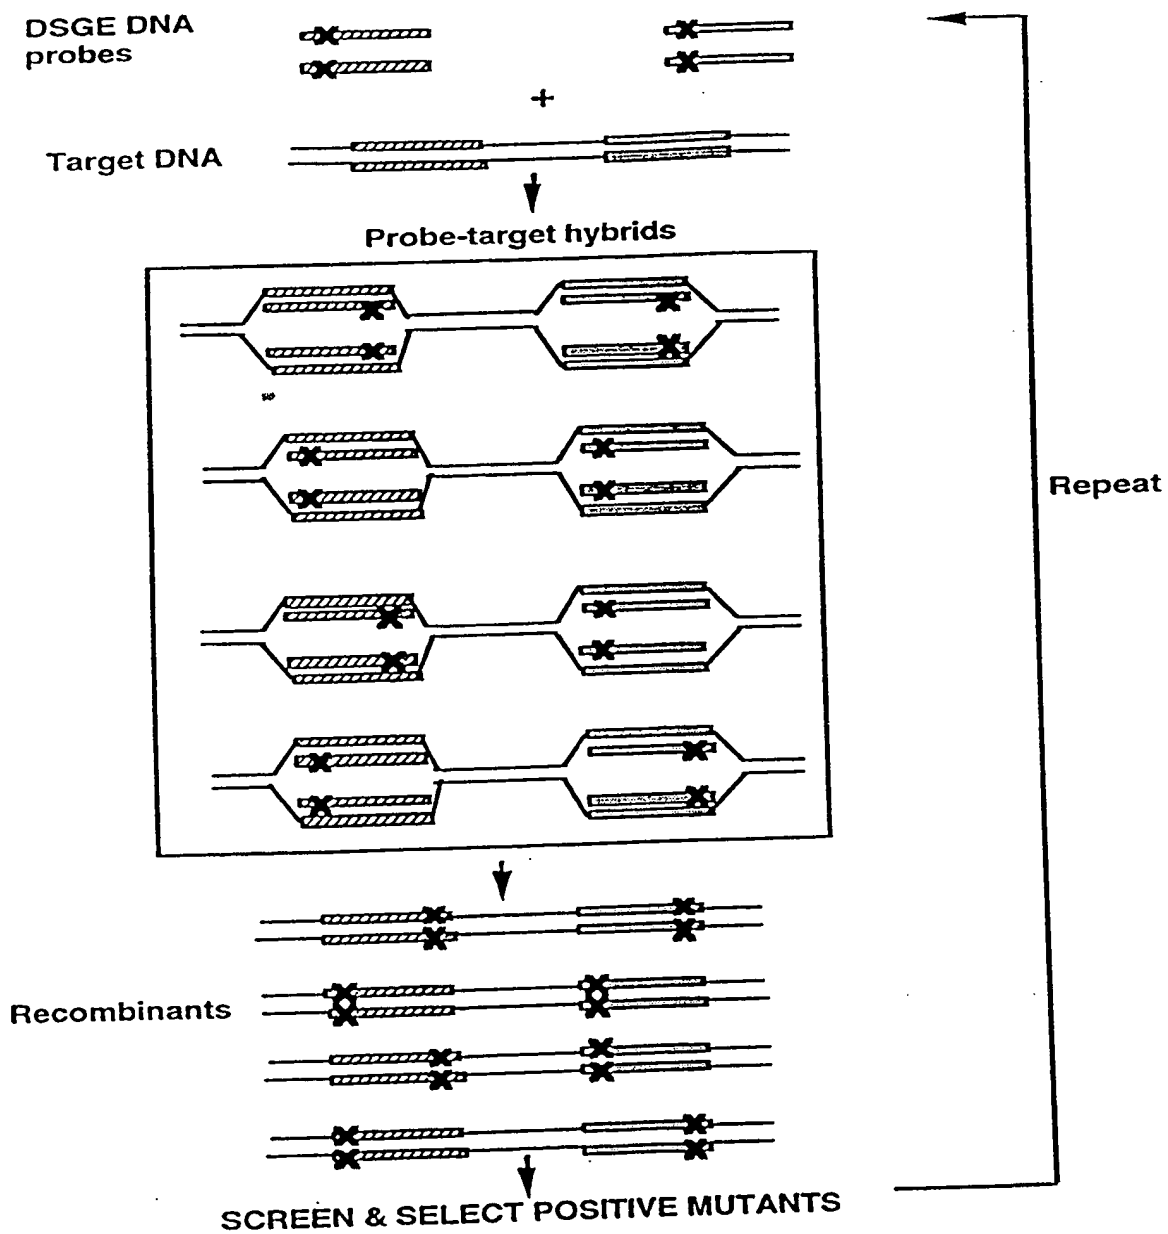 DSGE DNA
probes
+
Target DNA
Probe-target hybrids
Repeat
Recombinants
SCREEN & SELECT POSITIVE MUTANTS